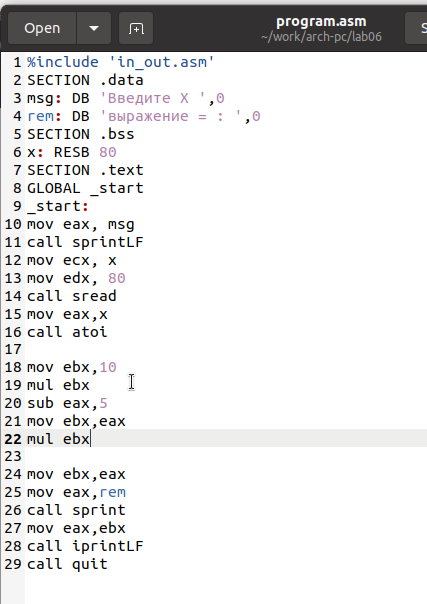 Open
program.asm
~/work/arch-pc/lab06
S
1 %include 'in_out.asm'
2 SECTION .data
3 msg: DB 'Введите X ',0
4 rem: DB 'выражение = : ',0
5 SECTION .bss
6 x: RESB 80
7 SECTION .text
8 GLOBAL _start
9 _start:
10 mov eax, msg
11 call sprintLF
12 mov ecx, x
13 mov edx, 80
14 call sread
15 mov eax,x
16 call atoi
17
18 mov ebx,10
19 mul ebx
20 sub eax,5
21 mov ebx,eax
22 mul ebx
23
24 mov ebx,eax
25 mov eax,rem
26 call sprint
27 mov eax,ebx
28 call iprintLF
29 call quit